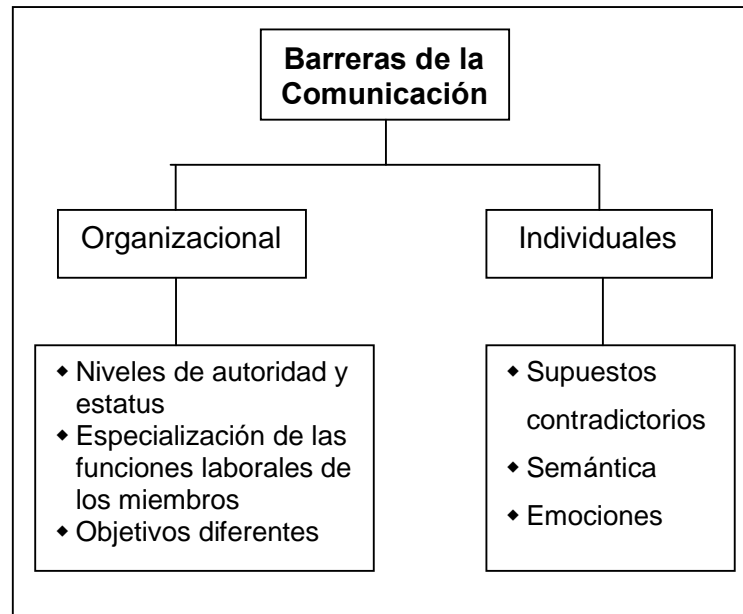 Barreras de la
Comunicación
Organizacional
Individuales
◆ Niveles de autoridad y
estatus
◆ Especialización de las
funciones laborales de
los miembros
◆ Objetivos diferentes
◆ Supuestos
contradictorios
◆ Semántica
◆ Emociones